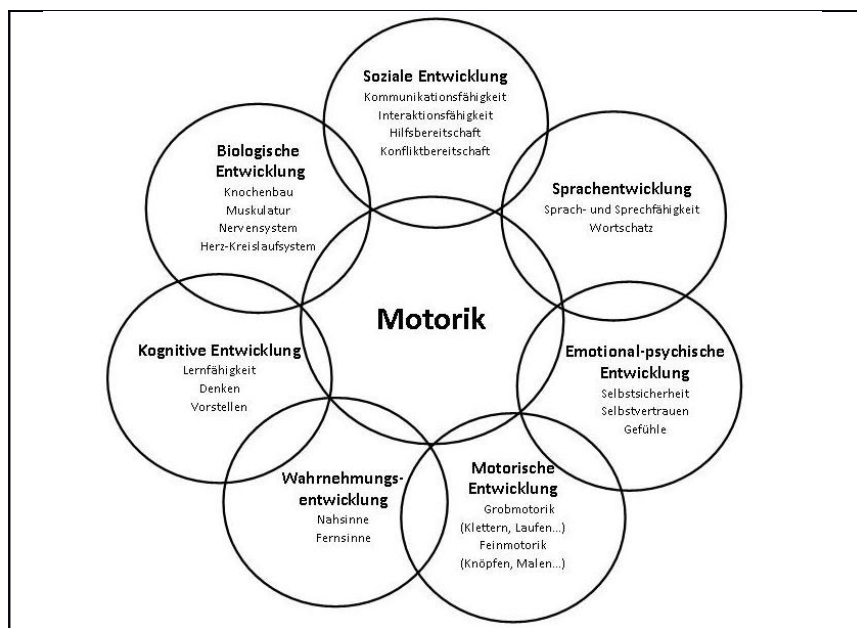 Soziale Entwicklung
Kommunikationsfähigkeit
Interaktionsfähigkeit
Hilfsbereitschaft
Konfliktbereitschaft
Biologische
Entwicklung
Knochenbau
Muskulatur
Nervensystem
Herz-Kreislaufsystem
Sprachentwicklung
Sprach- und Sprechfähigkeit
Wortschatz
Motorik
Kognitive Entwicklung
Lernfähigkeit
Denken
Vorstellen
Emotional-psychische
Entwicklung
Selbstsicherheit
Selbstvertrauen
Gefühle
Wahrnehmungs-
entwicklung
Nahsinne
Fernsinne
Motorische
Entwicklung
Grobmotorik
(Klettern, Laufen...)
Feinmotorik
(Knöpfen, Malen...)